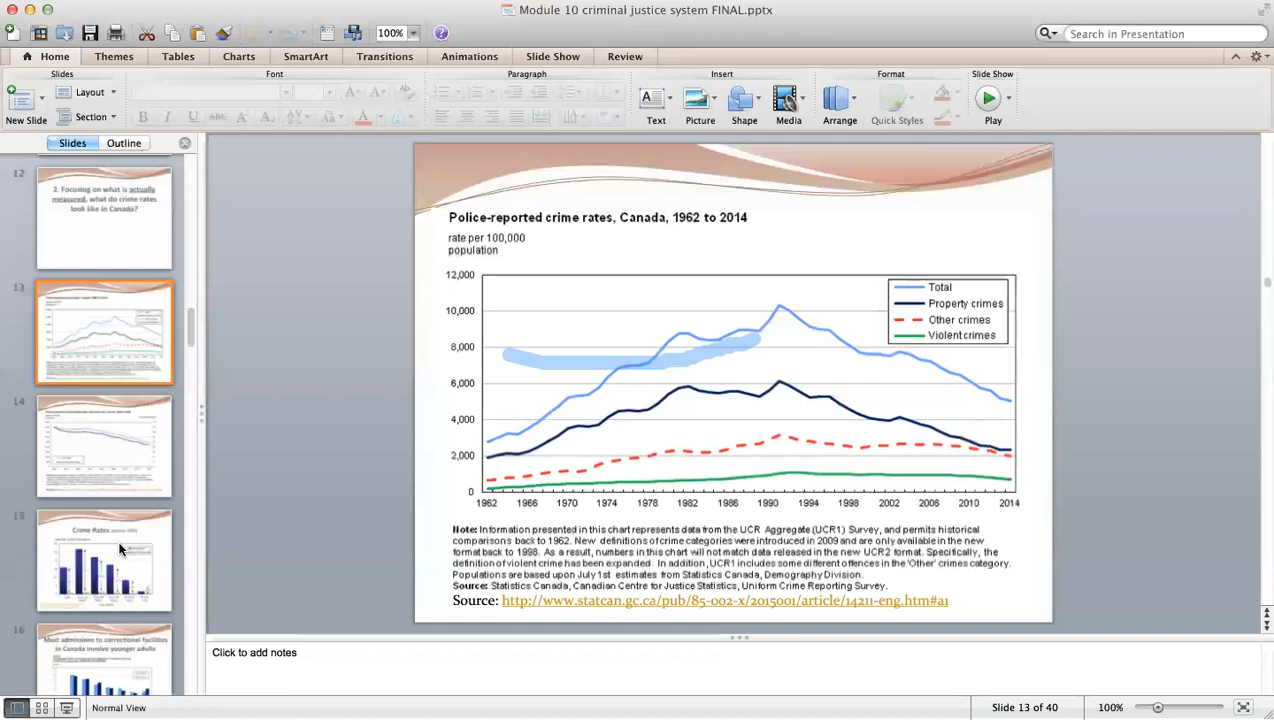 Module 10 criminal justice system FINAL.pptx
100%
Search in Presentation
Home Themes Tables Charts SmartArt Transitions Animations Slide Show Review
Slides Font Paragraph Insert Format Slide Show
New Slide Layout Section
Text Picture Shape Media Arrange Quick Styles Play
Slides Outline
12
2. Focusing on what is actually
measured, what do crime rates
look like in Canada?
13
14
15
Crime Rates
16
Most admissions to correctional facilities
in Canada involve younger adults
Police-reported crime rates, Canada, 1962 to 2014
rate per 100,000
population
12,000
10,000
8,000
6,000
4,000
2,000
0
Total
Property crimes
Other crimes
Violent crimes
1962 1966 1970 1974 1978 1982 1986 1990 1994 1998 2002 2006 2010 2014
Note: Information presented in this chart represents data from the UCR Aggregate (UCR1) Survey, and permits historical
comparisons back to 1962. New definitions of crime categories were introduced in 2009 and are only available in the new
format back to 1998. As a result, numbers in this chart will not match data released in the new UCR2 format. Specifically, the
definition of violent crime has been expanded. In addition, UCR1 includes some different offences in the 'Other' crimes category.
Populations are based upon July 1st estimates from Statistics Canada, Demography Division.
Source: Statistics Canada, Canadian Centre for Justice Statistics, Uniform Crime Reporting Survey.
Source: http://www.statcan.gc.ca/pub/85-002-x/2015001/article/14211-eng.htm#a1
Click to add notes
Normal View
Slide 13 of 40
100%